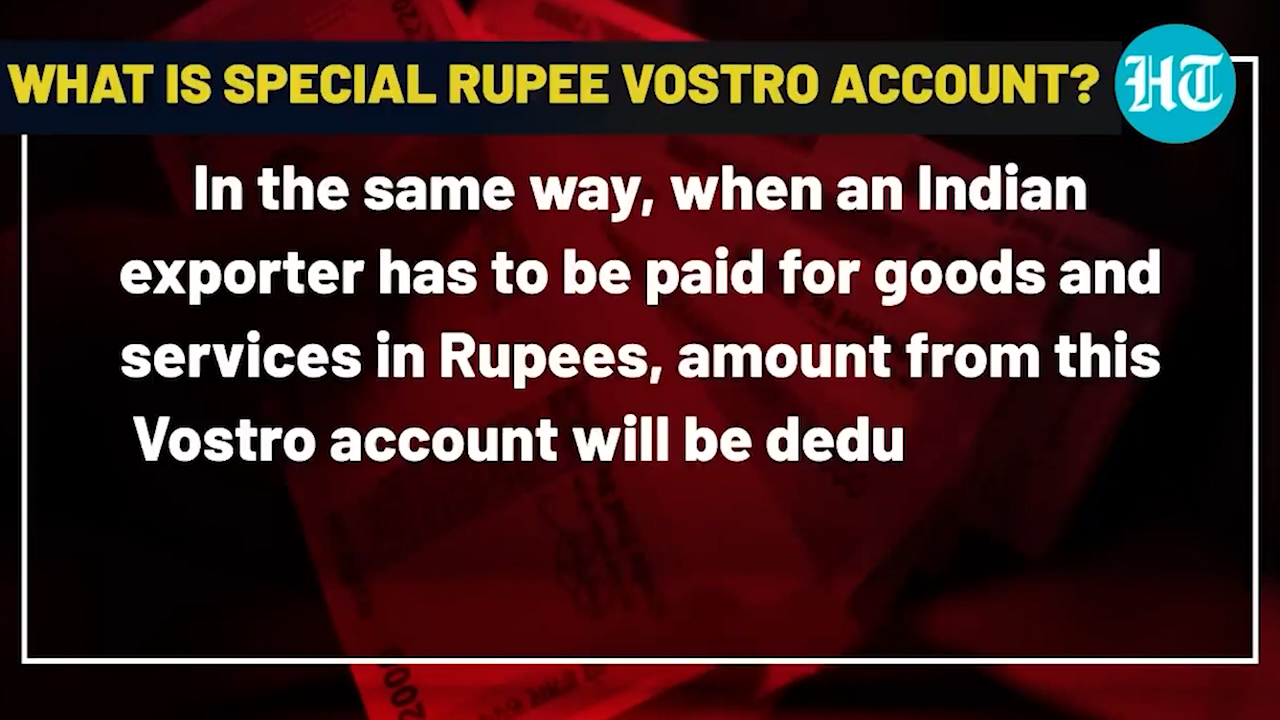 WHAT IS SPECIAL RUPEE VOSTRO ACCOUNT?
HT
In the same way, when an Indian
exporter has to be paid for goods and
services in Rupees, amount from this
Vostro account will be dedu